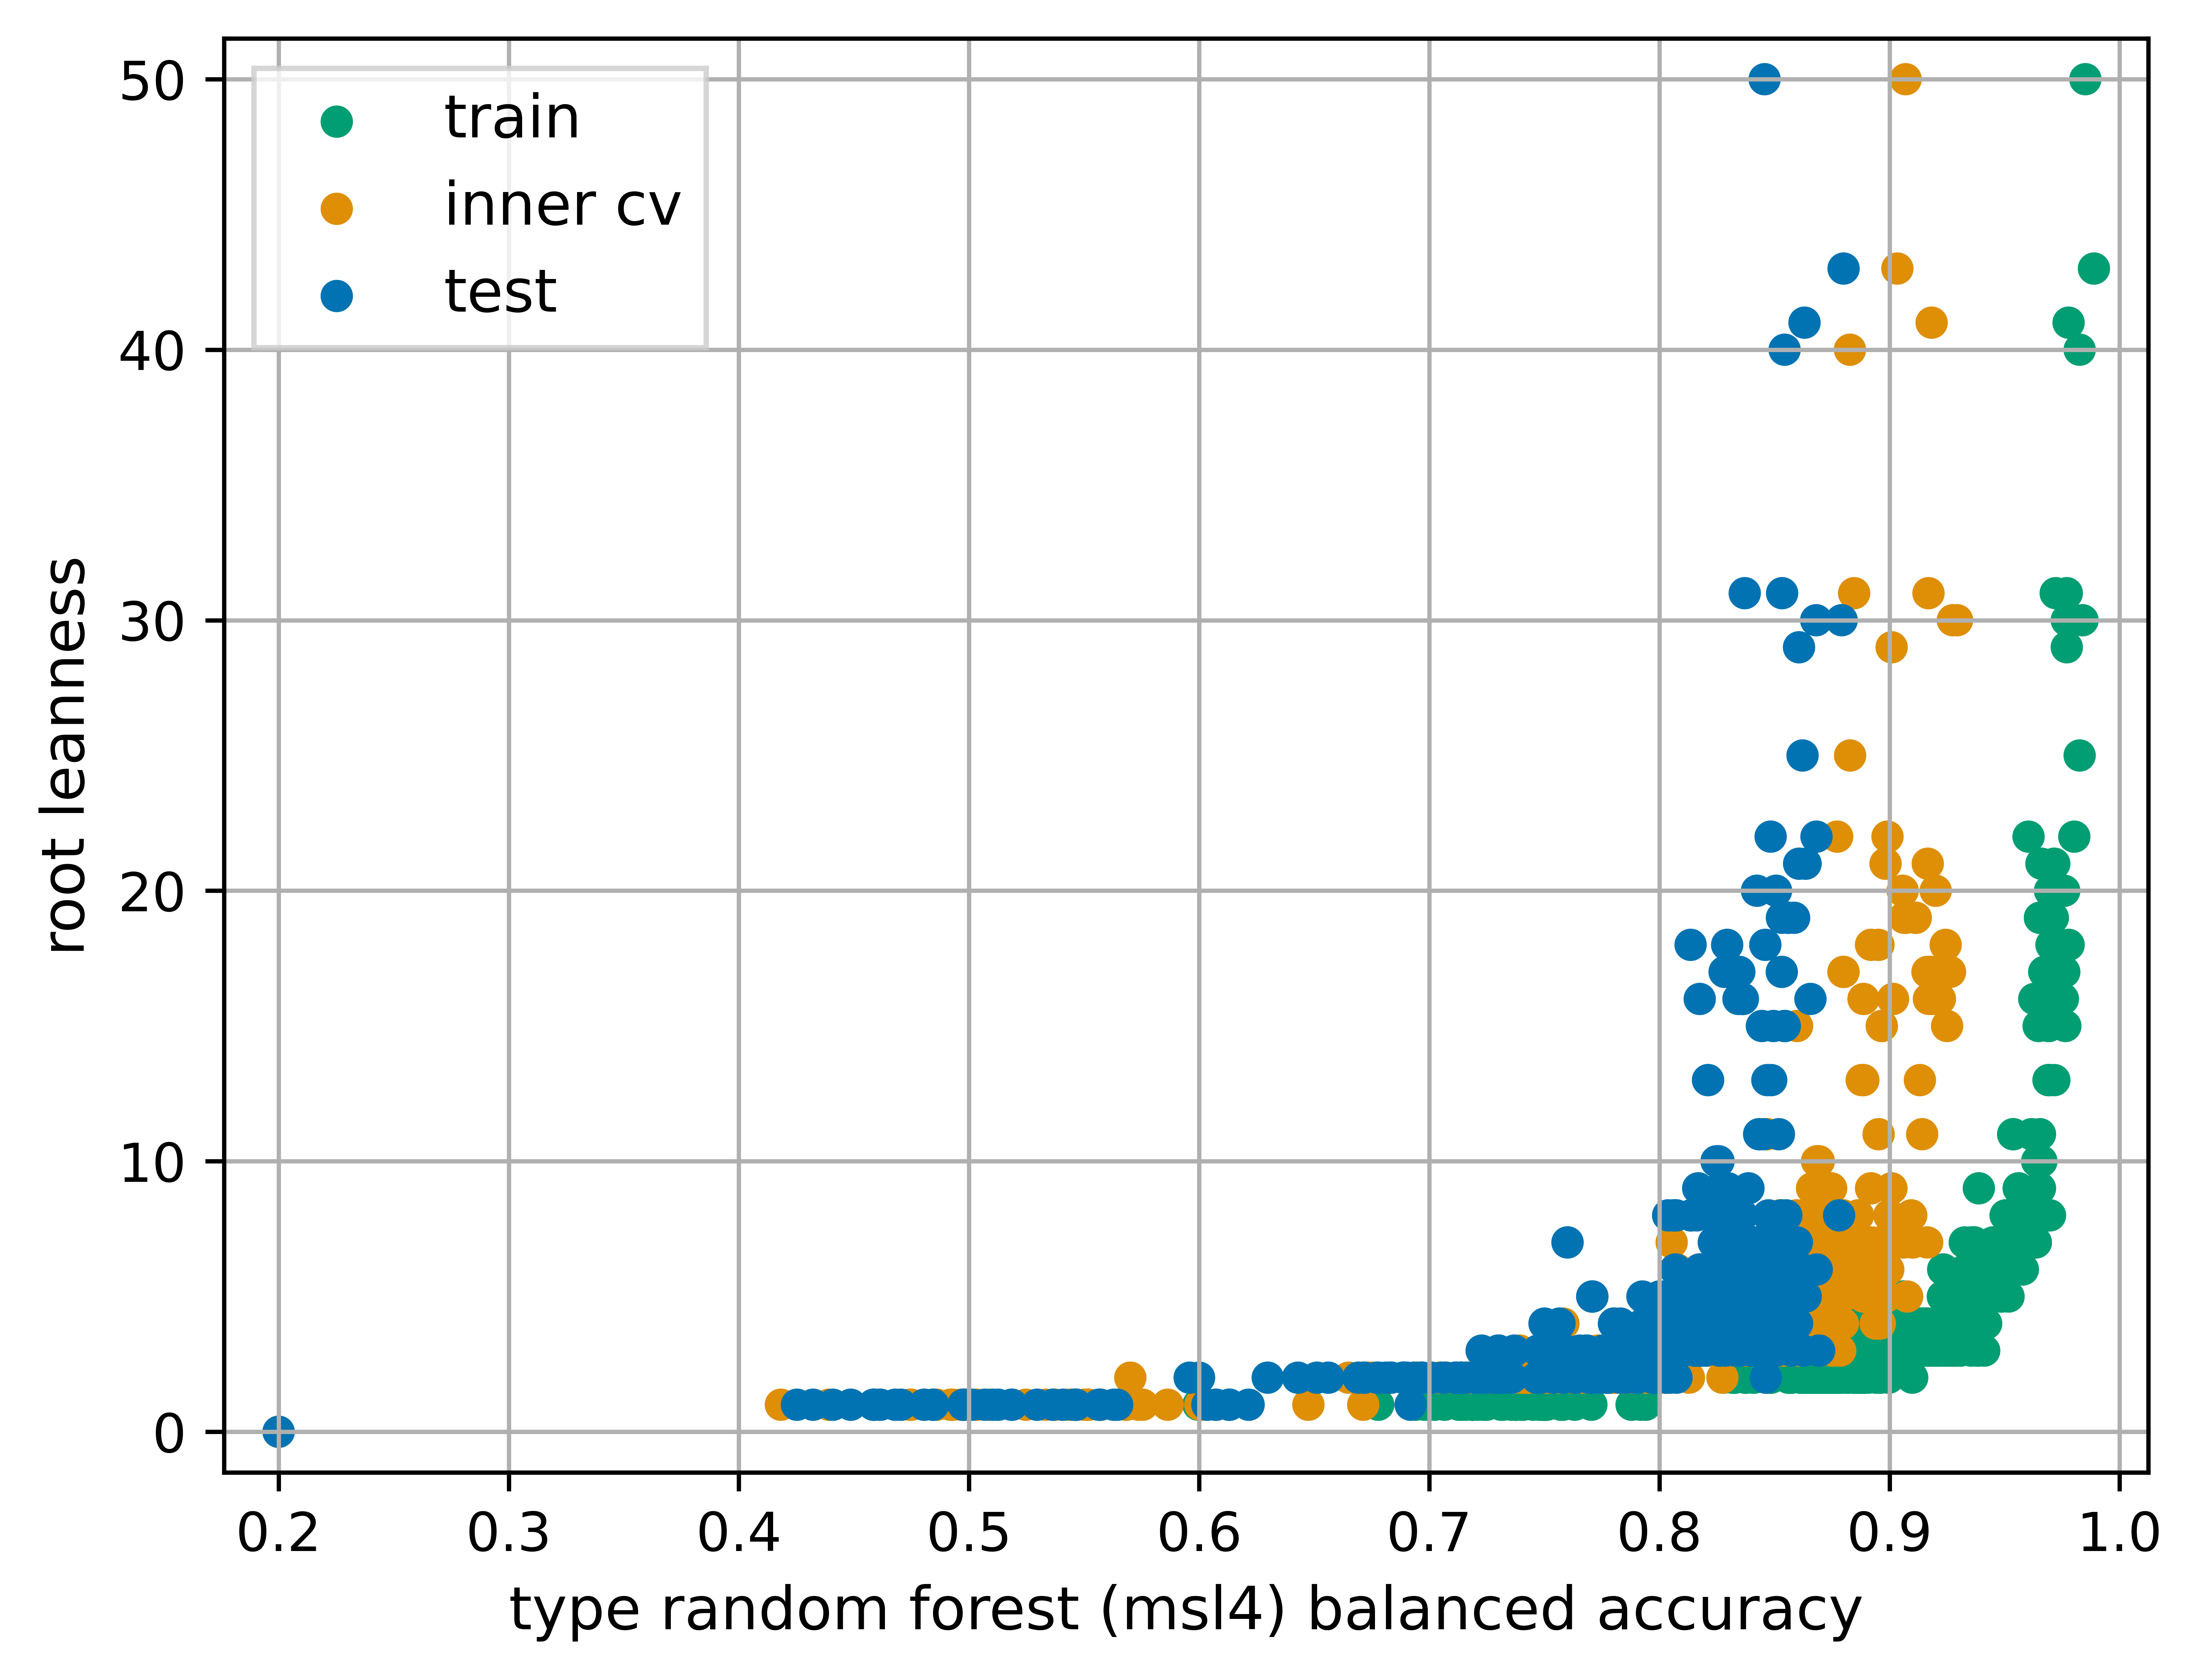 train
inner cv
test
50
40
30
20
10
0
root leanness
0.2 0.3 0.4 0.5 0.6 0.7 0.8 0.9 1.0
type random forest (msl4) balanced accuracy